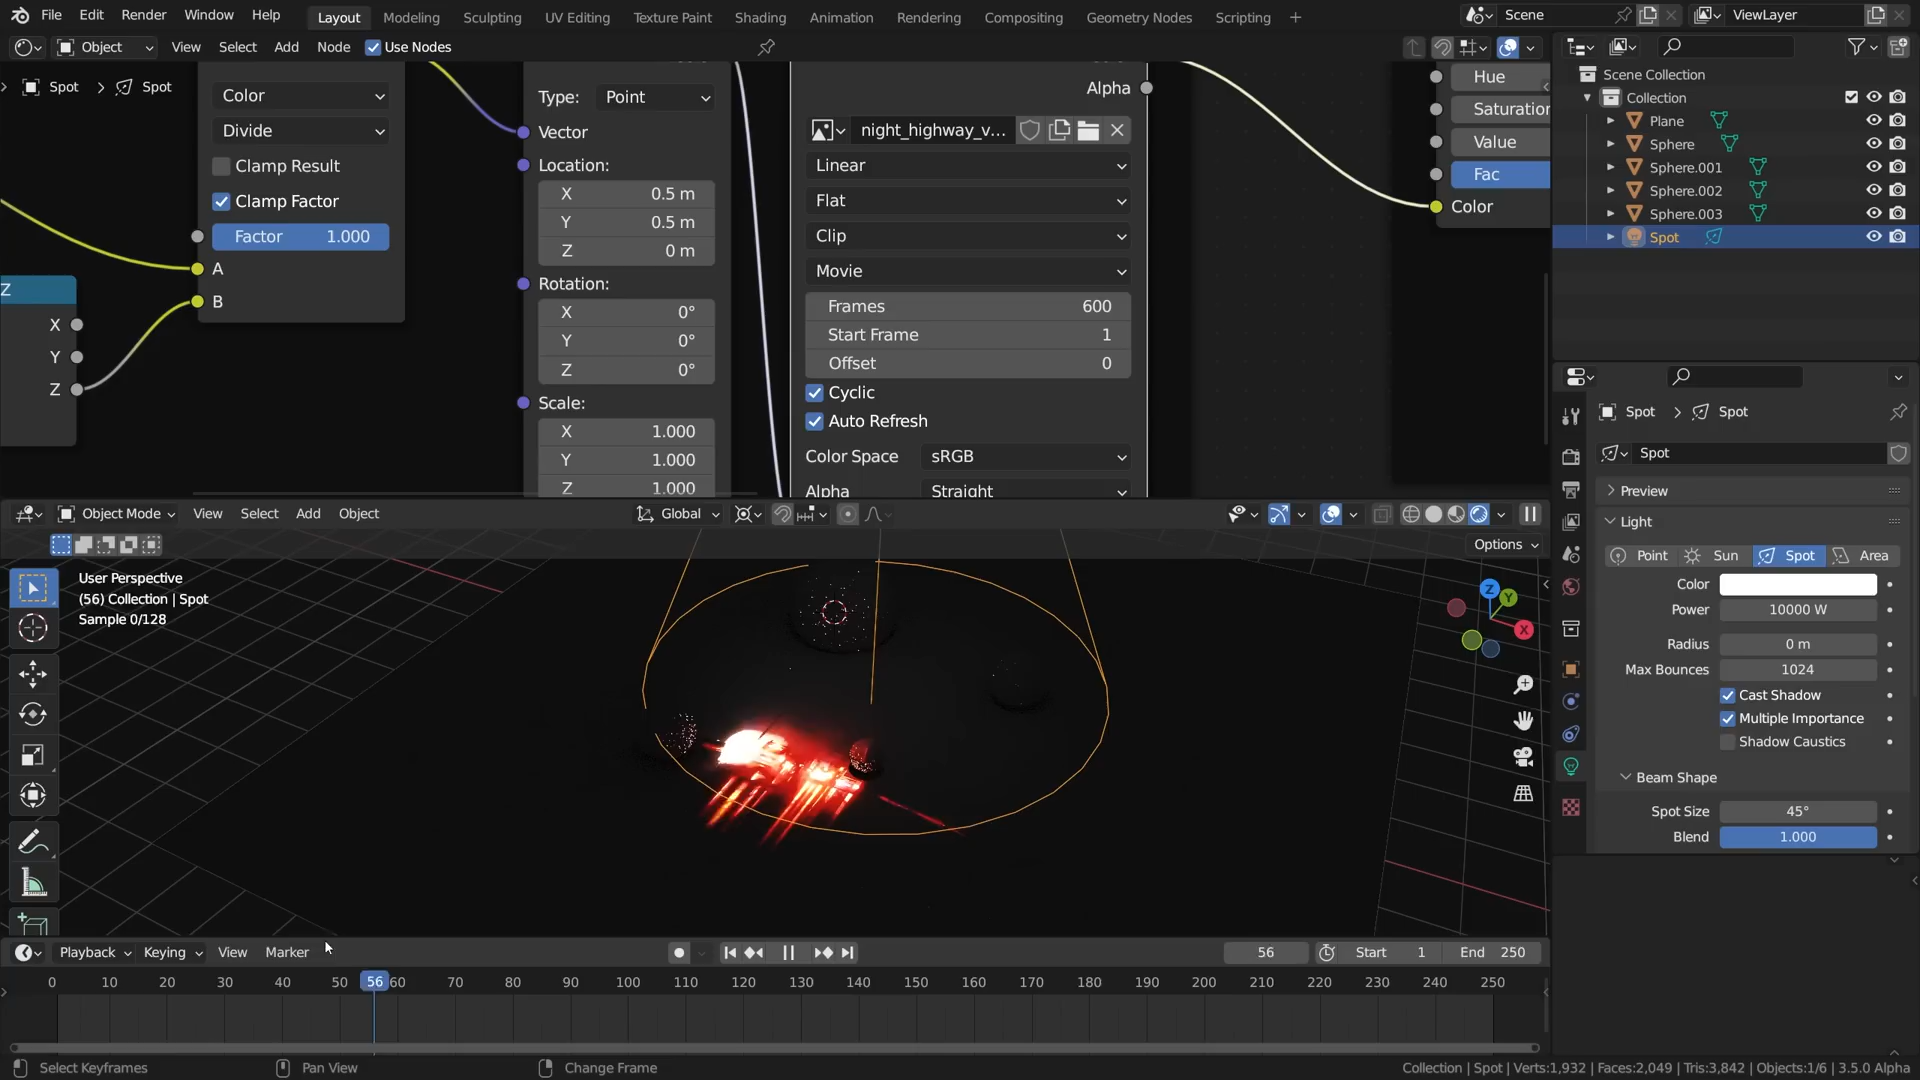 File Edit Render Window Help Layout Modeling Sculpting UV Editing Texture Paint Shading Animation Rendering Compositing Geometry Nodes Scripting + Scene ViewLayer
Object View Select Add Node Use Nodes
Spot > Spot
Color
Divide
Clamp Result
Clamp Factor
Factor 1.000
A
B
Z
X
Y
Z
Type: Point
Vector
Location:
X 0.5 m
Y 0.5 m
Z 0 m
Rotation:
X 0°
Y 0°
Z 0°
Scale:
X 1.000
Y 1.000
Z 1.000
Alpha
night_highway_v...
Linear
Flat
Clip
Movie
Frames 600
Start Frame 1
Offset 0
Cyclic
Auto Refresh
Color Space sRGB
Alpha Straight
Hue
Saturation
Value
Fac
Color
Scene Collection
Collection
Plane
Sphere
Sphere.001
Sphere.002
Sphere.003
Spot
Object Mode View Select Add Object Global
Options
User Perspective
(56) Collection | Spot
Sample 0/128
Z
Y
X
Spot > Spot
Spot
Preview
Light
Point Sun Spot Area
Color
Power 10000 W
Radius 0 m
Max Bounces 1024
Cast Shadow
Multiple Importance
Shadow Caustics
Beam Shape
Spot Size 45°
Blend 1.000
Playback Keying View Marker 56 Start 1 End 250
0 10 20 30 40 50 56 60 70 80 90 100 110 120 130 140 150 160 170 180 190 200 210 220 230 240 250
Select Keyframes Pan View Change Frame Collection | Spot | Verts:1,932 | Faces:2,049 | Tris:3,842 | Objects:1/6 | 3.5.0 Alpha